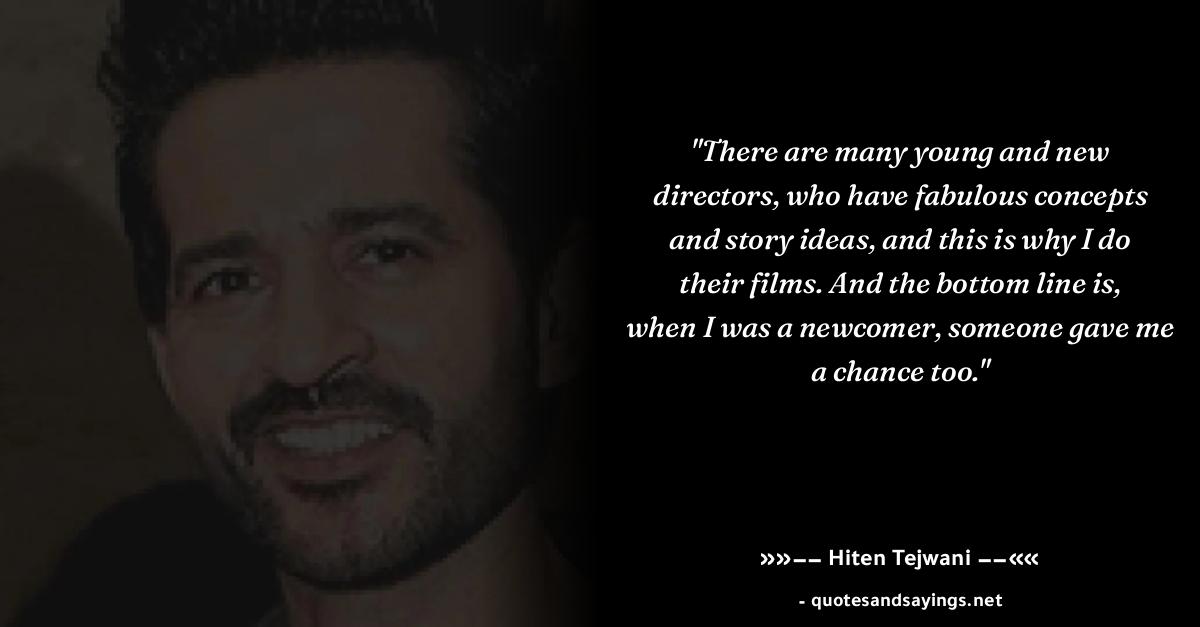 "There are many young and new
directors, who have fabulous concepts
and story ideas, and this is why I do
their films. And the bottom line is,
when I was a newcomer, someone gave me
a chance too."
»»−− Hiten Tejwani −−««
- quotesandsayings.net